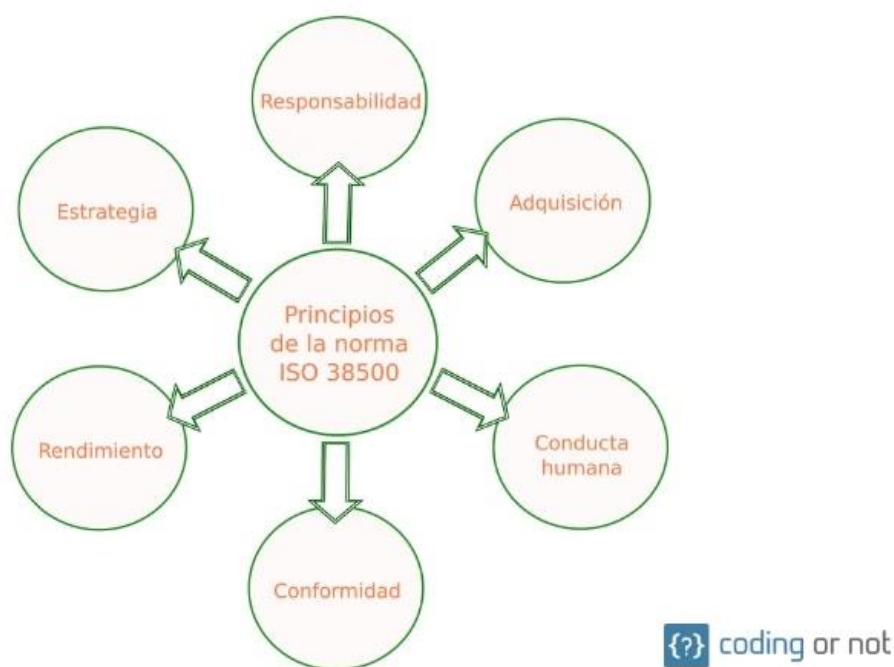 Responsabilidad
Estrategia
Adquisición
Principios
de la norma
ISO 38500
Rendimiento
Conducta
humana
Conformidad
{?} coding or not